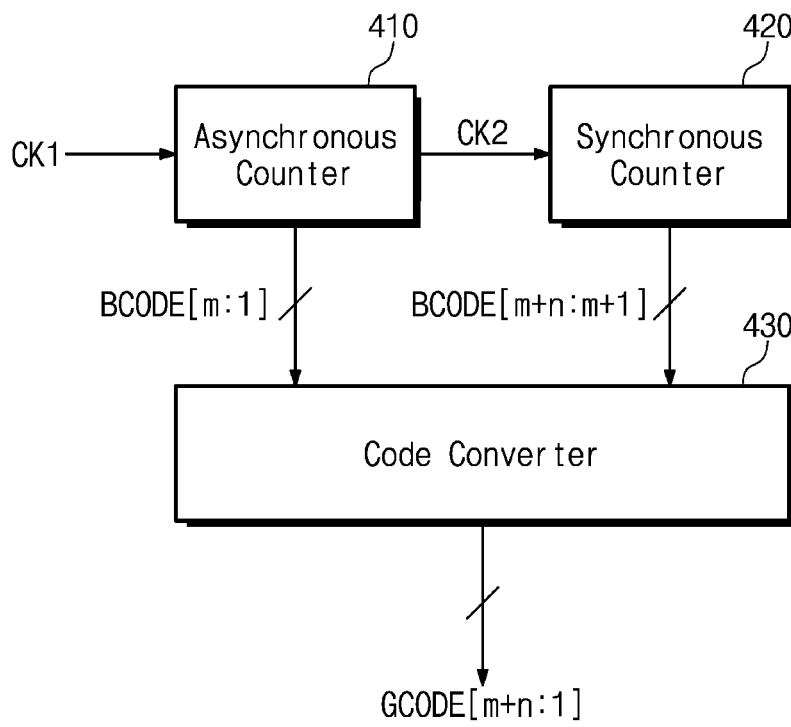 410
420
CK1
Asynchronous
Counter
CK2
Synchronous
Counter
BCODE[m:1]
BCODE[m+n:m+1]
430
Code Converter
GCODE[m+n:1]